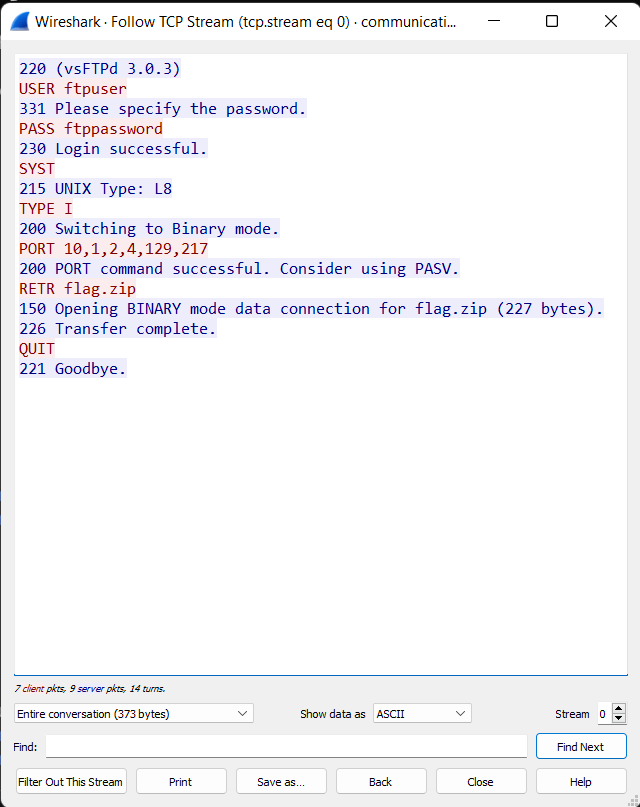 Wireshark · Follow TCP Stream (tcp.stream eq 0) · communicati...
220 (vsFTPd 3.0.3)
USER ftpuser
331 Please specify the password.
PASS ftppassword
230 Login successful.
SYST
215 UNIX Type: L8
TYPE I
200 Switching to Binary mode.
PORT 10,1,2,4,129,217
200 PORT command successful. Consider using PASV.
RETR flag.zip
150 Opening BINARY mode data connection for flag.zip (227 bytes).
226 Transfer complete.
QUIT
221 Goodbye.
7 client pkts, 9 server pkts, 14 turns.
Entire conversation (373 bytes) Show data as ASCII Stream 0
Find: Find Next
Filter Out This Stream Print Save as... Back Close Help